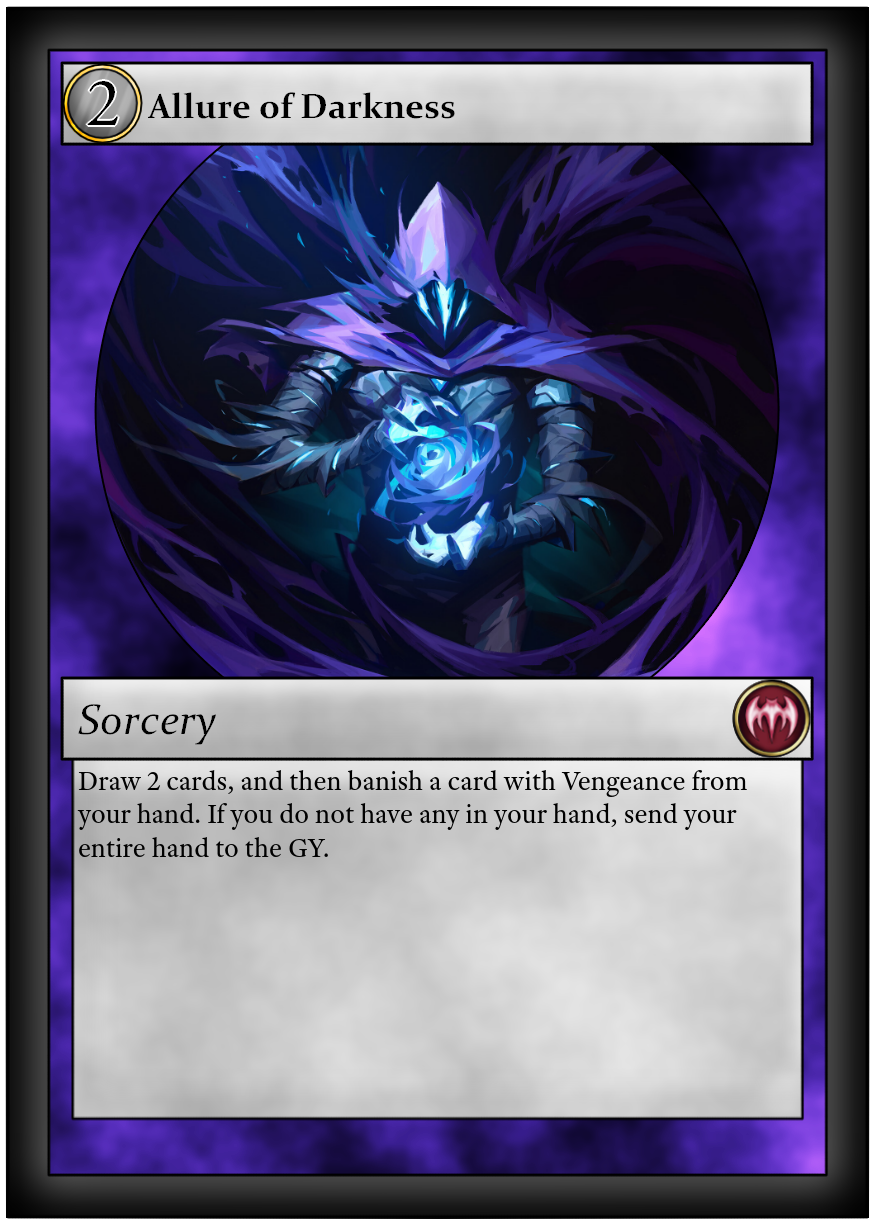 2 Allure of Darkness
Sorcery
Draw 2 cards, and then banish a card with Vengeance from
your hand. If you do not have any in your hand, send your
entire hand to the GY.